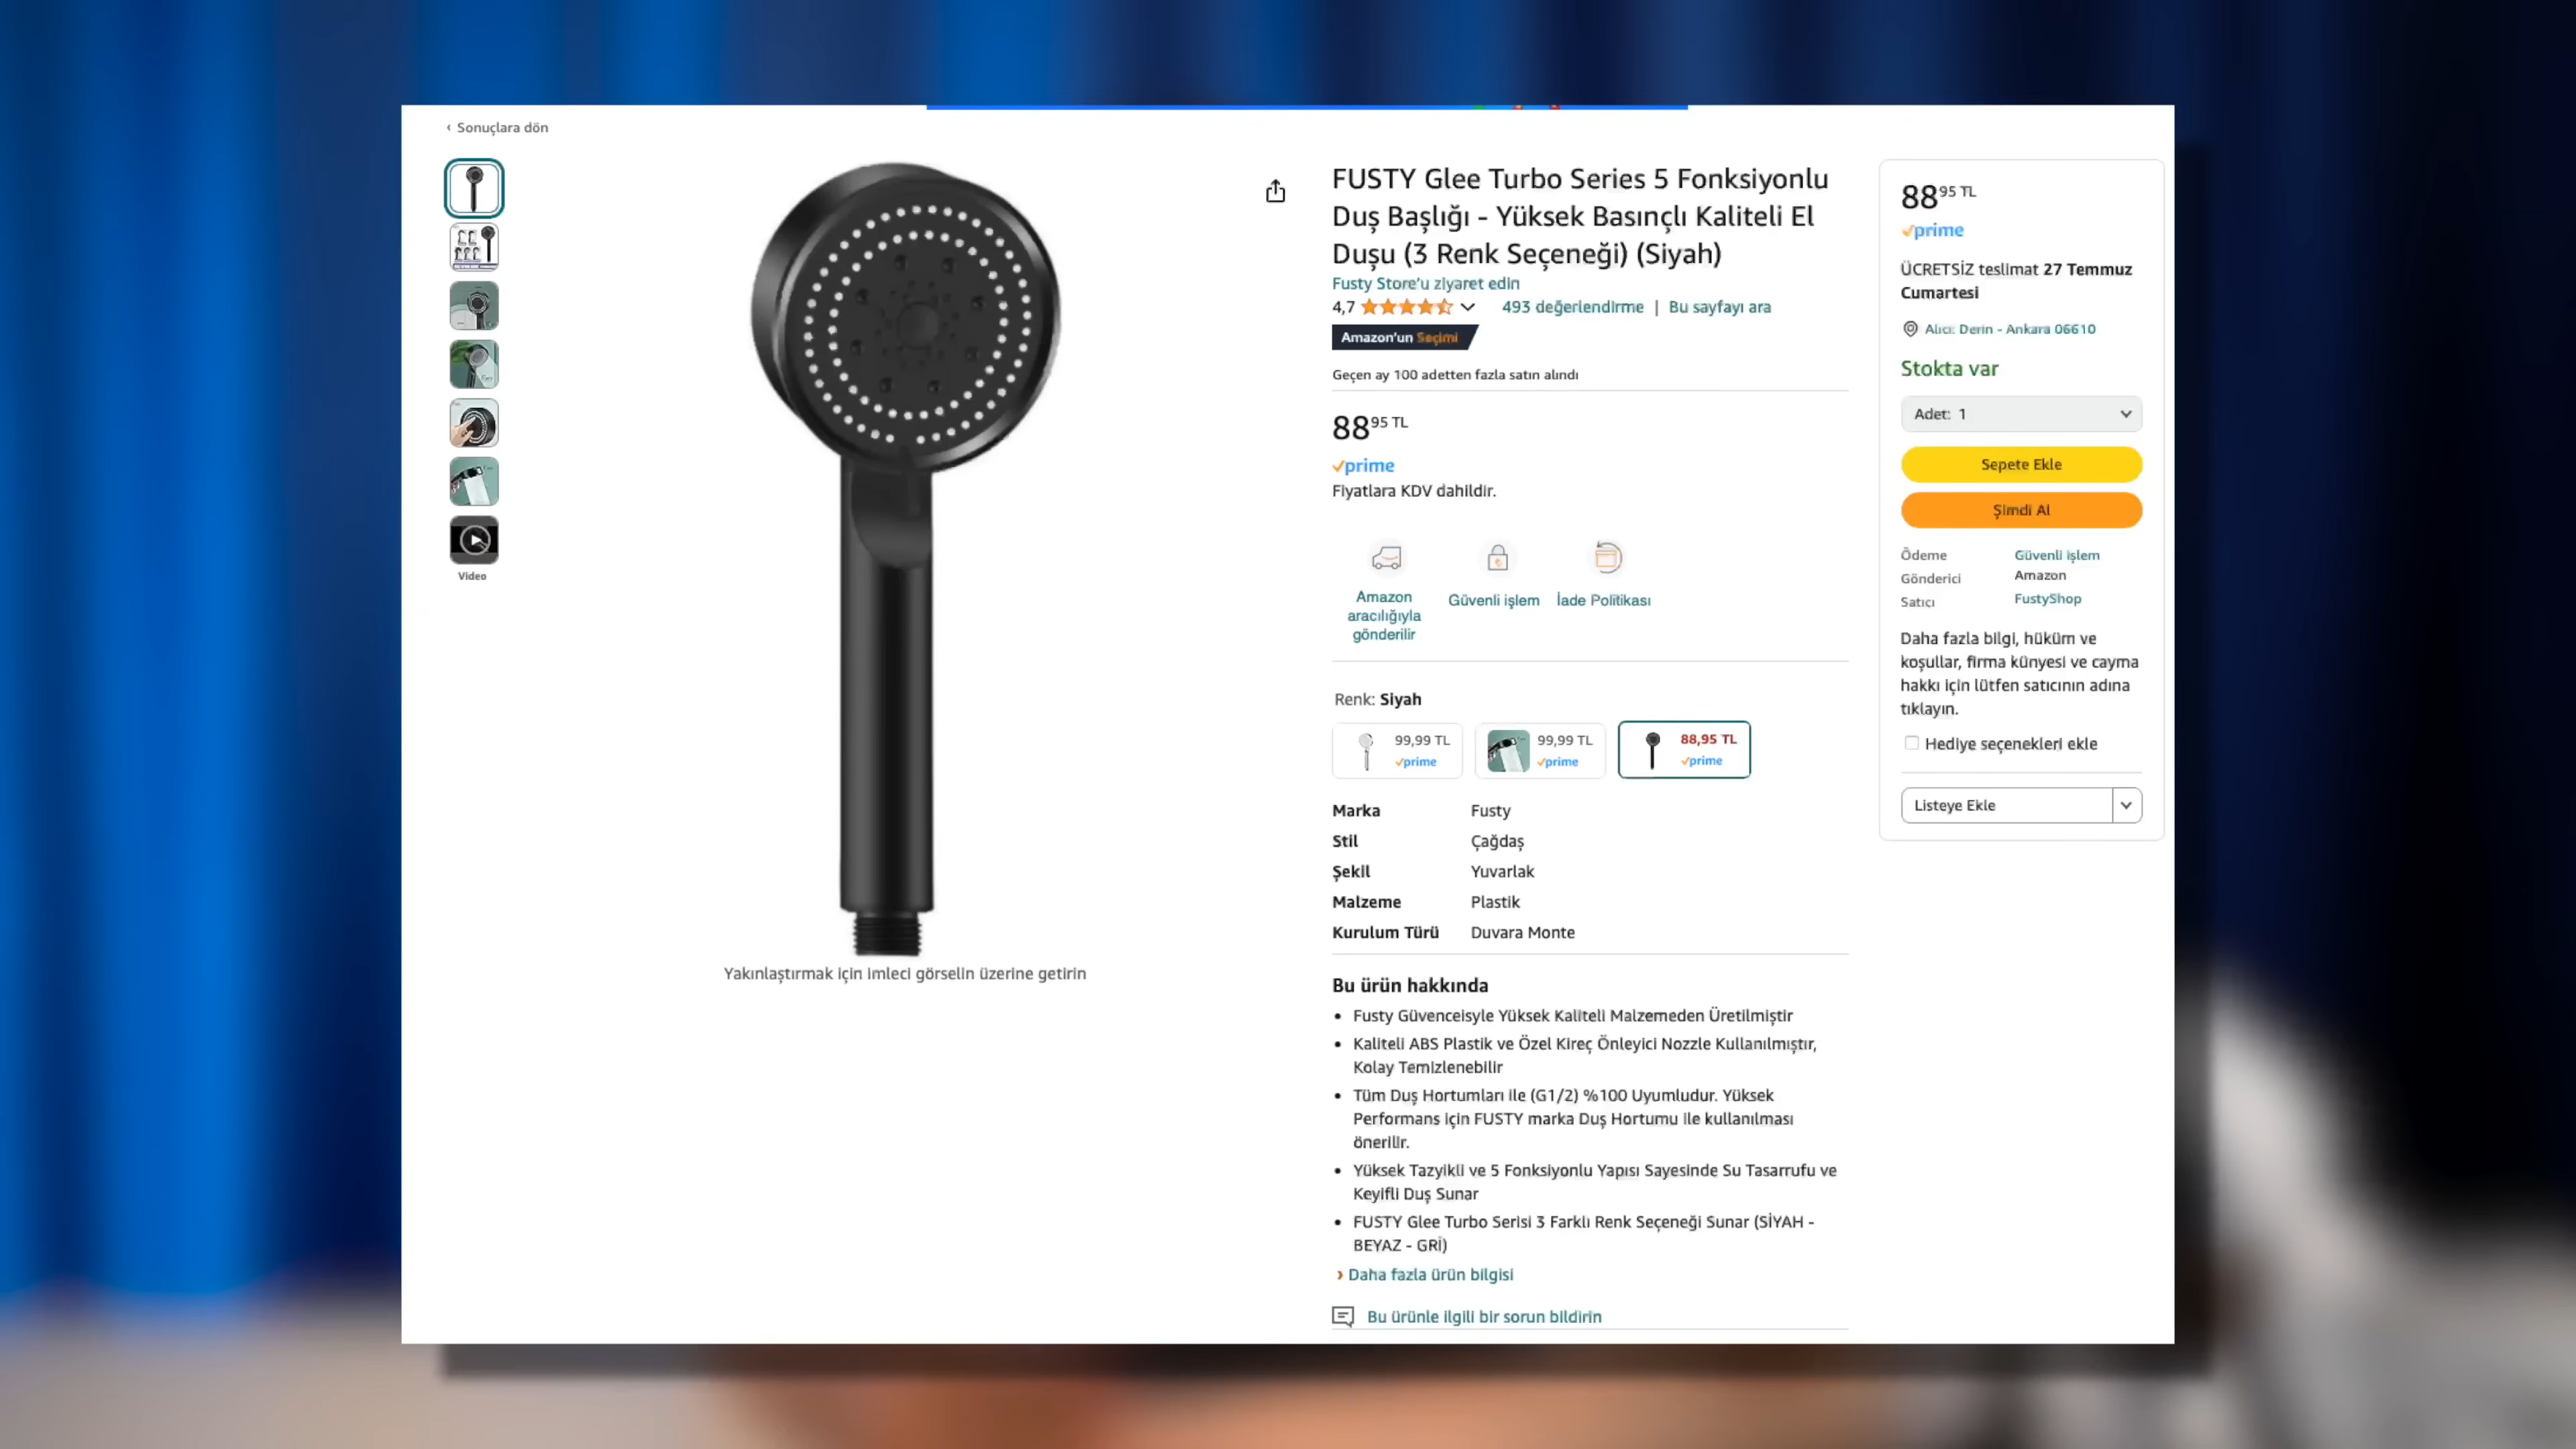 ‹ Sonuçlara dön
Video
Yakınlaştırmak için imleci görselin üzerine getirin
FUSTY Glee Turbo Series 5 Fonksiyonlu
Duş Başlığı - Yüksek Basınçlı Kaliteli El
Duşu (3 Renk Seçeneği) (Siyah)
Fusty Store'u ziyaret edin
4,7 493 değerlendirme | Bu sayfayı ara
Amazon'un Seçimi
Geçen ay 100 adetten fazla satın alındı
88⁹⁵ TL
prime
Fiyatlara KDV dahildir.
Amazon
aracılığıyla
gönderilir
Güvenli işlem
İade Politikası
Renk: Siyah
99,99 TL
prime
99,99 TL
prime
88,95 TL
prime
Marka Fusty
Stil Çağdaş
Şekil Yuvarlak
Malzeme Plastik
Kurulum Türü Duvara Monte
Bu ürün hakkında
• Fusty Güvenceisyle Yüksek Kaliteli Malzemeden Üretilmiştir
• Kaliteli ABS Plastik ve Özel Kireç Önleyici Nozzle Kullanılmıştır,
Kolay Temizlenebilir
• Tüm Duş Hortumları ile (G1/2) %100 Uyumludur. Yüksek
Performans için FUSTY marka Duş Hortumu ile kullanılması
önerilir.
• Yüksek Tazyikli ve 5 Fonksiyonlu Yapısı Sayesinde Su Tasarrufu ve
Keyifli Duş Sunar
• FUSTY Glee Turbo Serisi 3 Farklı Renk Seçeneği Sunar (SİYAH -
BEYAZ - GRİ)
› Daha fazla ürün bilgisi
Bu ürünle ilgili bir sorun bildirin
88⁹⁵ TL
prime
ÜCRETSİZ teslimat 27 Temmuz
Cumartesi
Alıcı: Derin - Ankara 06610
Stokta var
Adet: 1
Sepete Ekle
Şimdi Al
Ödeme Güvenli işlem
Gönderici Amazon
Satıcı FustyShop
Daha fazla bilgi, hüküm ve
koşullar, firma künyesi ve cayma
hakkı için lütfen satıcının adına
tıklayın.
Hediye seçenekleri ekle
Listeye Ekle